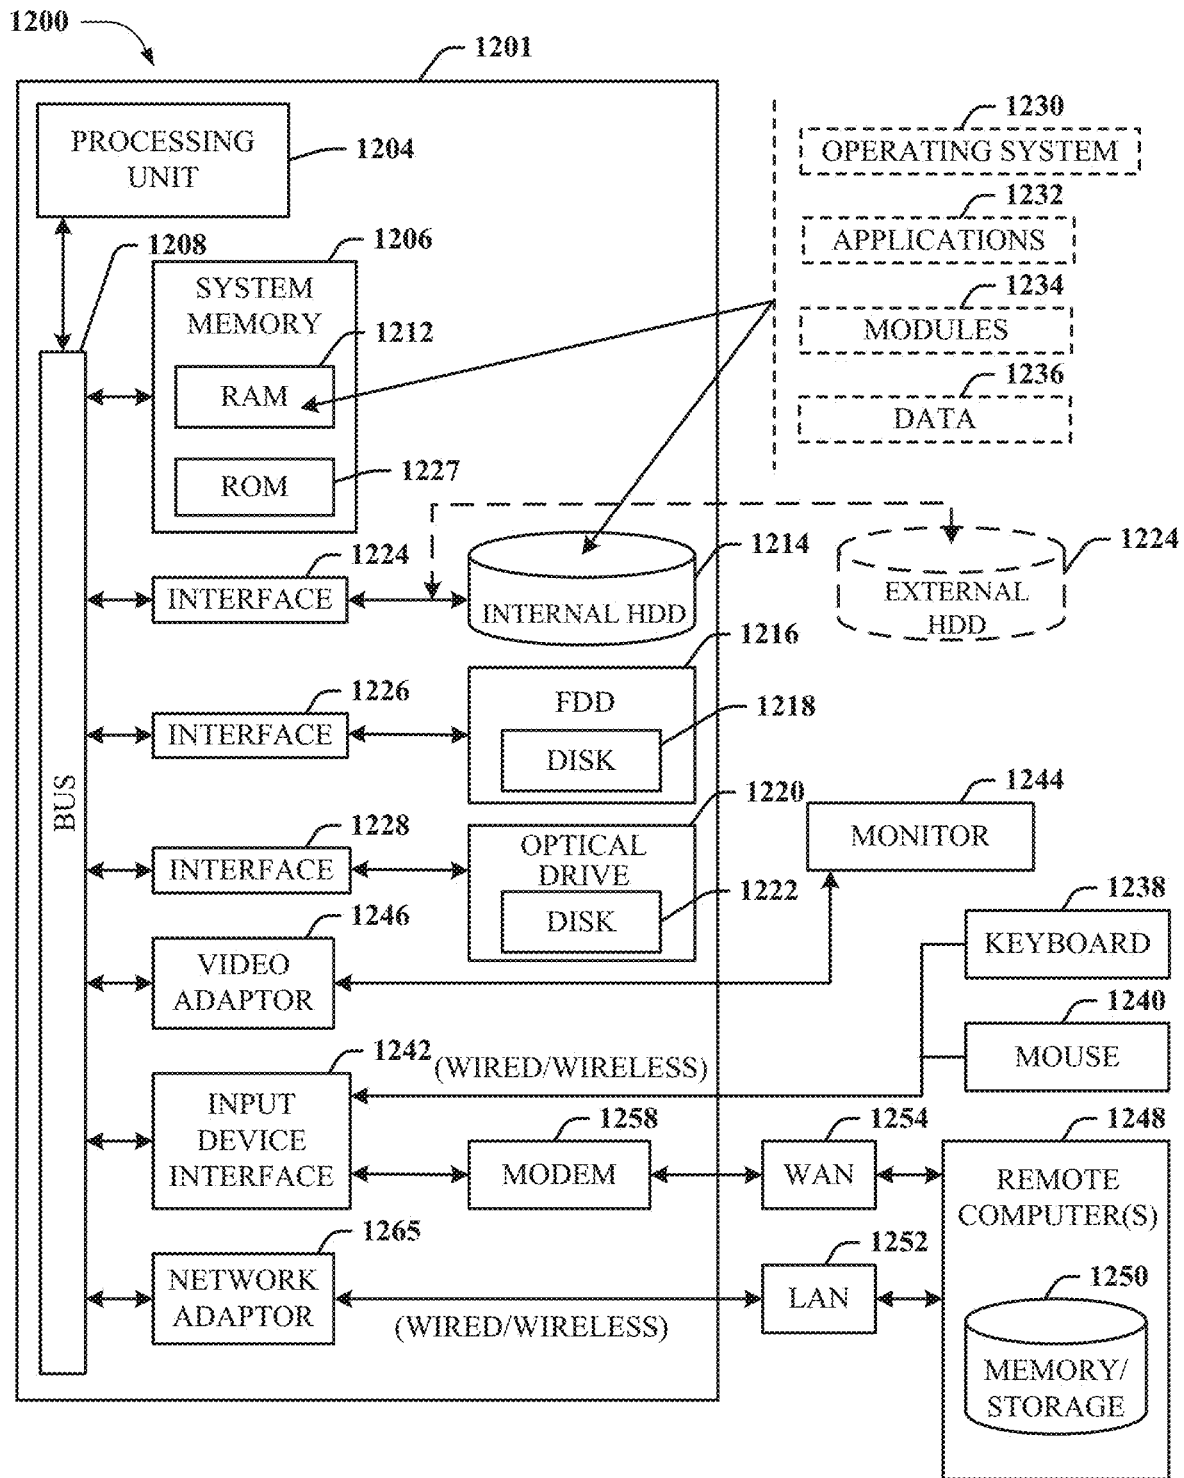 1200
1201
PROCESSING
UNIT
1204
1230
OPERATING SYSTEM
1232
APPLICATIONS
1234
MODULES
1236
DATA
1208
1206
SYSTEM
MEMORY
1212
RAM
1227
ROM
1224
INTERFACE
1214
INTERNAL HDD
1224
EXTERNAL
HDD
1226
INTERFACE
1216
FDD
1218
DISK
BUS
1228
INTERFACE
1220
OPTICAL
DRIVE
1222
DISK
1244
MONITOR
1246
VIDEO
ADAPTOR
1238
KEYBOARD
1240
MOUSE
1242
INPUT
DEVICE
INTERFACE
(WIRED/WIRELESS)
1258
MODEM
1254
WAN
1248
REMOTE
COMPUTER(S)
1265
NETWORK
ADAPTOR
(WIRED/WIRELESS)
1252
LAN
1250
MEMORY/
STORAGE